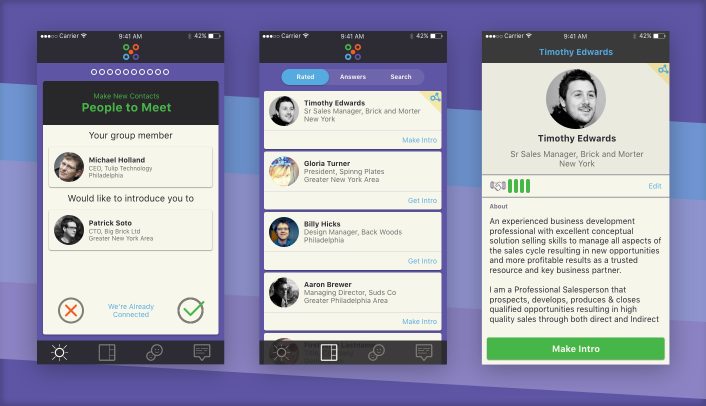 Carrier 9:41 AM 42%
Make New Contacts
People to Meet
Your group member
Michael Holland
CEO, Tulip Technology
Philadelphia
Would like to introduce you to
Patrick Soto
CTO, Big Brick Ltd
Greater New York Area
We're Already
Connected
Carrier 9:41 AM 42%
Rated Answers Search
Timothy Edwards
Sr Sales Manager, Brick and Morter
New York
Make Intro
Gloria Turner
President, Spinng Plates
Greater New York Area
Get Intro
Billy Hicks
Design Manager, Back Woods
Philadelphia
Get Intro
Aaron Brewer
Managing Director, Suds Co
Greater Philadelphia Area
Make Intro
Carrier 9:41 AM 42%
Timothy Edwards
Timothy Edwards
Sr Sales Manager, Brick and Morter
New York
Edit
About
An experienced business development
professional with excellent conceptual
solution selling skills to manage all aspects of
the sales cycle resulting in new opportunities
and more profitable results as a trusted
resource and key business partner.
I am a Professional Salesperson that
prospects, develops, produces & closes
qualified opportunities resulting in high
quality sales through both direct and Indirect
Make Intro